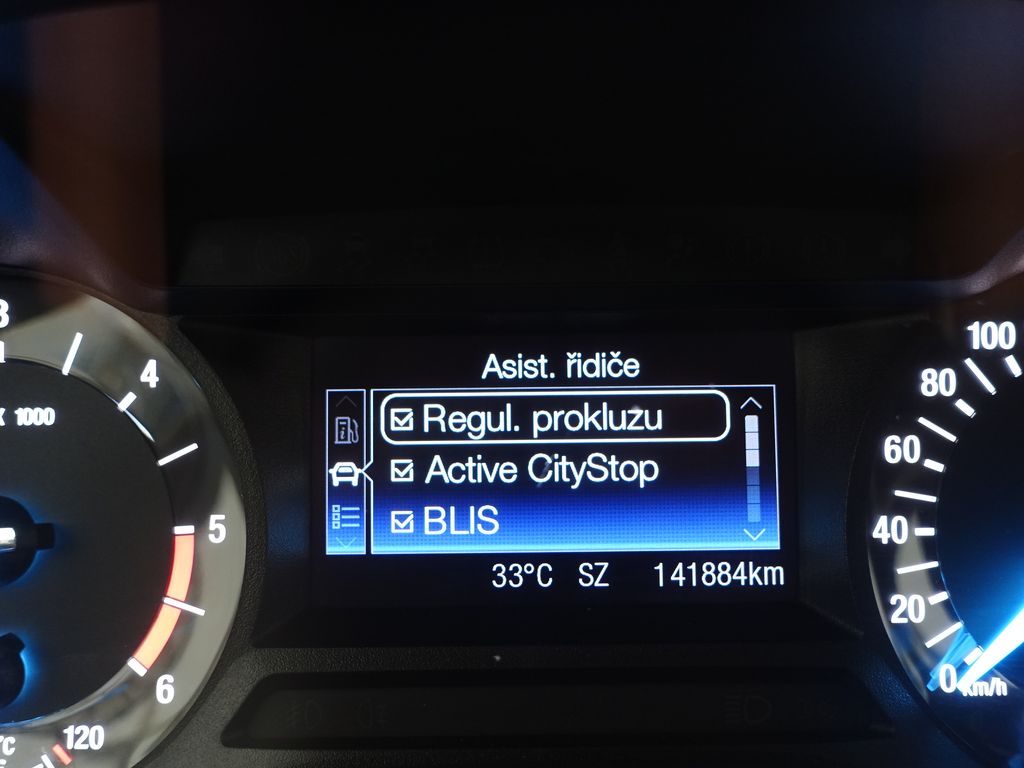 Asist. řidiče
Regul. prokluzu
Active CityStop
BLIS
33°C SZ 141884km
3
4
5
6
x 1000
120
°C
100
80
60
40
20
0
km/h